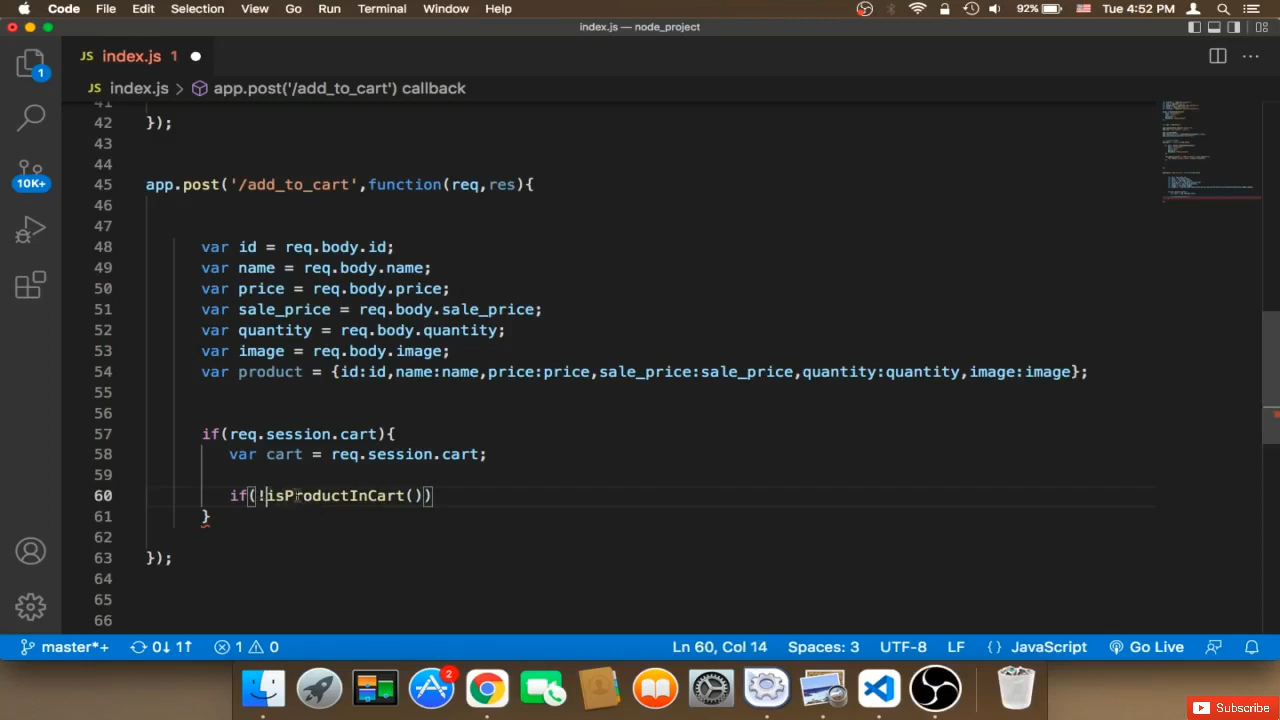 Code File Edit Selection View Go Run Terminal Window Help 92% Tue 4:52 PM
index.js — node_project
JS index.js 1
JS index.js > app.post('/add_to_cart') callback
1
41
42 });
43
44
45 app.post('/add_to_cart',function(req,res){
46
10K+
47
48 var id = req.body.id;
49 var name = req.body.name;
50 var price = req.body.price;
51 var sale_price = req.body.sale_price;
52 var quantity = req.body.quantity;
53 var image = req.body.image;
54 var product = {id:id,name:name,price:price,sale_price:sale_price,quantity:quantity,image:image};
55
56
57 if(req.session.cart){
58 var cart = req.session.cart;
59
60 if(!isProductInCart())
61 }
62
63 });
64
65
66
master*+ 0↓ 1↑ 1 0 Ln 60, Col 14 Spaces: 3 UTF-8 LF {} JavaScript Go Live
2
Subscribe